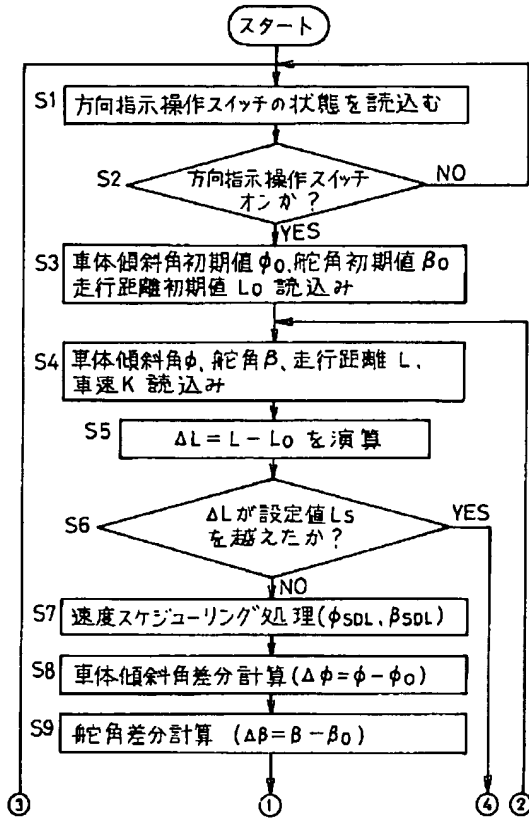 スタート
S1
方向指示操作スイッチの状態を読込む
S2
方向指示操作スイッチ
オンか?
NO
YES
S3
車体傾斜角初期値φ0、舵角初期値β0
走行距離初期値L0 読込み
S4
車体傾斜角φ、舵角β、走行距離L、
車速K 読込み
S5
ΔL=L-L0 を演算
S6
ΔLが設定値Ls
を越えたか?
YES
NO
S7
速度スケジューリング処理(φSDL、βSDL)
S8
車体傾斜角差分計算(Δφ=φ-φ0)
S9
舵角差分計算 (Δβ=β-β0)
③
①
④
②